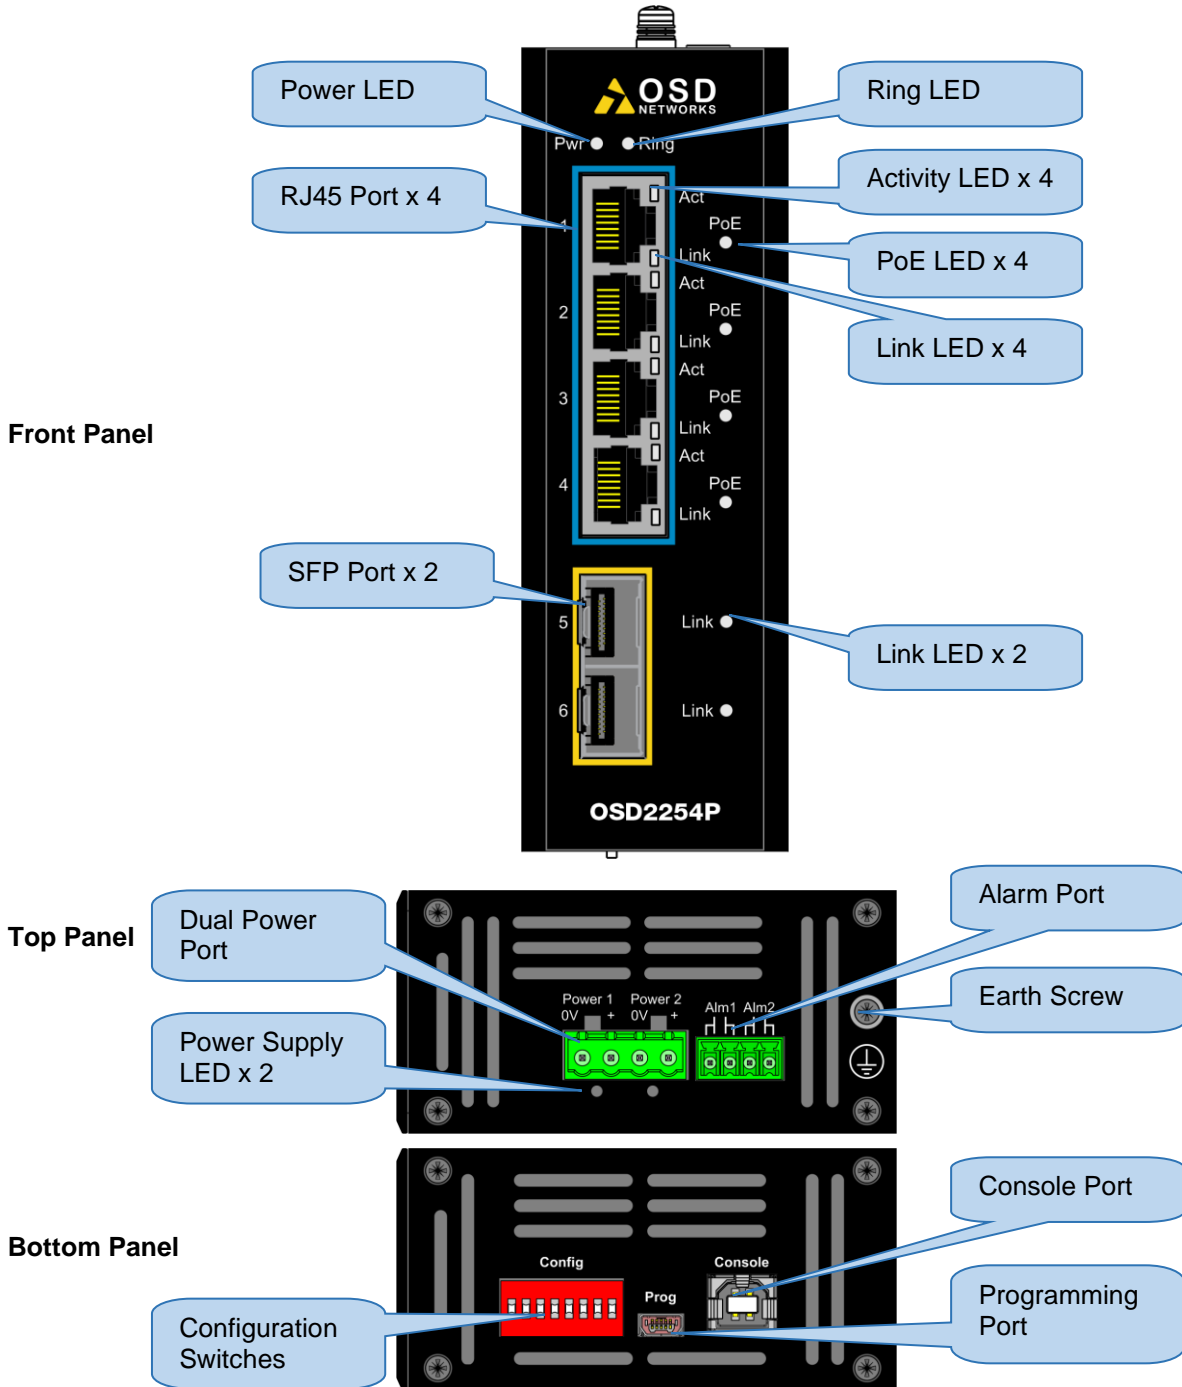 OSD
NETWORKS
Power LED
Ring LED
Pwr
Ring
RJ45 Port x 4
Activity LED x 4
Act
1
PoE
Link
PoE LED x 4
Act
2
PoE
Link
Link LED x 4
Act
3
PoE
Link
Front Panel
Act
4
PoE
Link
SFP Port x 2
5
Link
Link LED x 2
6
Link
OSD2254P
Alarm Port
Top Panel
Dual Power
Port
Power 1
Power 2
0V
+
0V
+
Alm1
Alm2
Earth Screw
Power Supply
LED x 2
Console Port
Bottom Panel
Config
Console
Prog
Programming
Port
Configuration
Switches